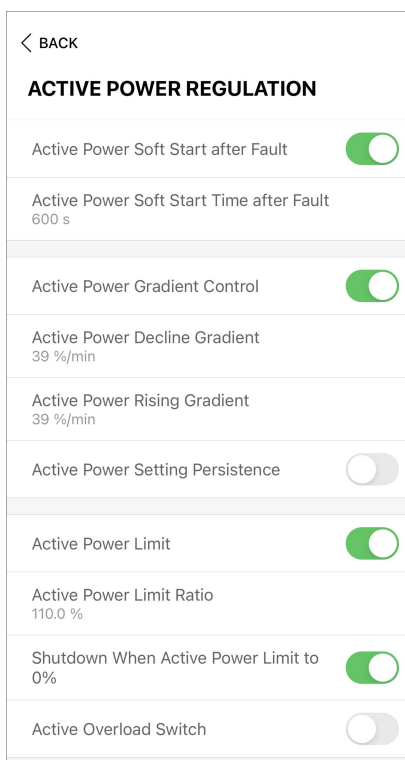 BACK
ACTIVE POWER REGULATION
Active Power Soft Start after Fault
Active Power Soft Start Time after Fault
600 s
Active Power Gradient Control
Active Power Decline Gradient
39 %/min
Active Power Rising Gradient
39 %/min
Active Power Setting Persistence
Active Power Limit
Active Power Limit Ratio
110.0 %
Shutdown When Active Power Limit to
0%
Active Overload Switch